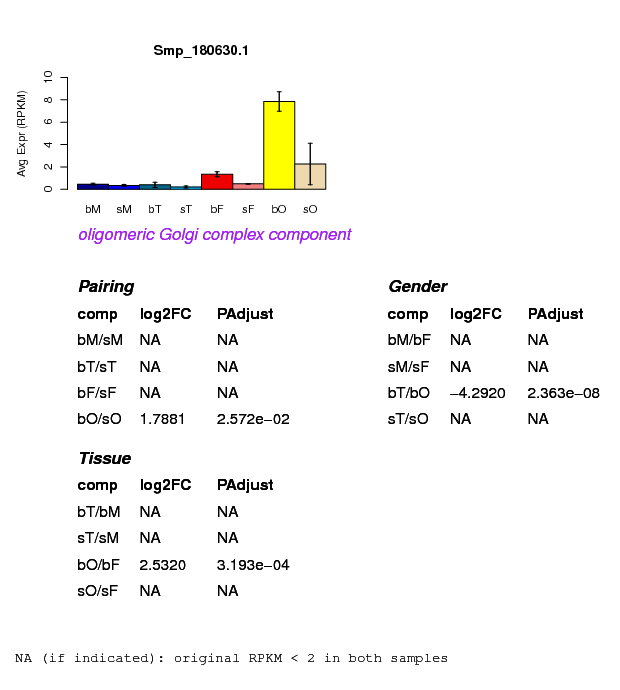 Smp_180630.1
Avg Expr (RPKM)
0 2 4 6 8 10
bM sM bT sT bF sF bO sO
oligomeric Golgi complex component
Pairing
comp log2FC PAdjust
bM/sM NA NA
bT/sT NA NA
bF/sF NA NA
bO/sO 1.7881 2.572e−02
Gender
comp log2FC PAdjust
bM/bF NA NA
sM/sF NA NA
bT/bO −4.2920 2.363e−08
sT/sO NA NA
Tissue
comp log2FC PAdjust
bT/bM NA NA
sT/sM NA NA
bO/bF 2.5320 3.193e−04
sO/sF NA NA
NA (if indicated): original RPKM < 2 in both samples